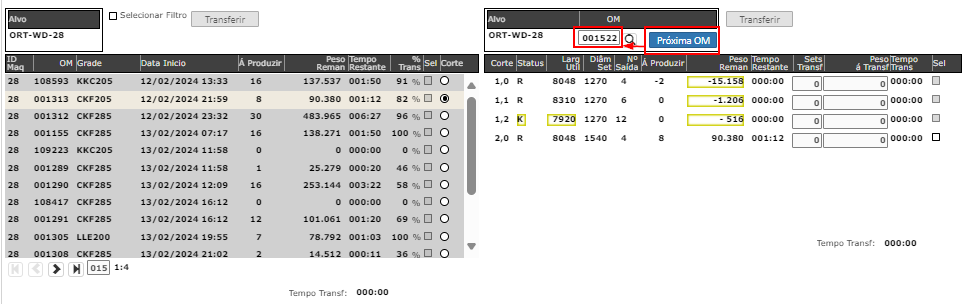 Alvo
ORT-WD-28
Selecionar Filtro
Transferir
ID Maq OM Grade Data Inicio Á Produzir Peso Reman Tempo Restante % Trans Sel Corte
28 108593 KKC205 12/02/2024 13:33 16 137.537 001:50 91 %
28 001313 CKF205 12/02/2024 21:59 8 90.380 001:12 82 %
28 001312 CKF285 12/02/2024 23:32 30 483.965 006:27 96 %
28 001155 CKF285 13/02/2024 07:17 16 138.271 001:50 100 %
28 109223 KKC205 13/02/2024 11:58 0 0 000:00 0 %
28 001289 CKF285 13/02/2024 11:58 1 25.279 000:20 46 %
28 001290 CKF285 13/02/2024 12:09 16 253.144 003:22 58 %
28 108417 CKF285 13/02/2024 16:12 0 0 000:00 0 %
28 001291 CKF285 13/02/2024 16:12 12 101.061 001:20 69 %
28 001305 LLE200 13/02/2024 19:55 7 78.792 001:03 100 %
28 001308 CKF285 13/02/2024 21:02 2 14.512 000:11 36 %
015 1:4
Tempo Transf: 000:00
Alvo OM
ORT-WD-28 001522 Próxima OM
Transferir
Corte Status Larg Util Diâm Set Nº Saída Á Produzir Peso Reman Tempo Restante Sets Transf Peso á Transf Tempo Trans Sel
1,0 R 8048 1270 4 -2 -15.158 000:00 0 0 000:00
1,1 R 8310 1270 6 0 -1.206 000:00 0 0 000:00
1,2 K 7920 1270 12 0 - 516 000:00 0 0 000:00
2,0 R 8048 1540 4 8 90.380 001:12 0 0 000:00
Tempo Transf: 000:00